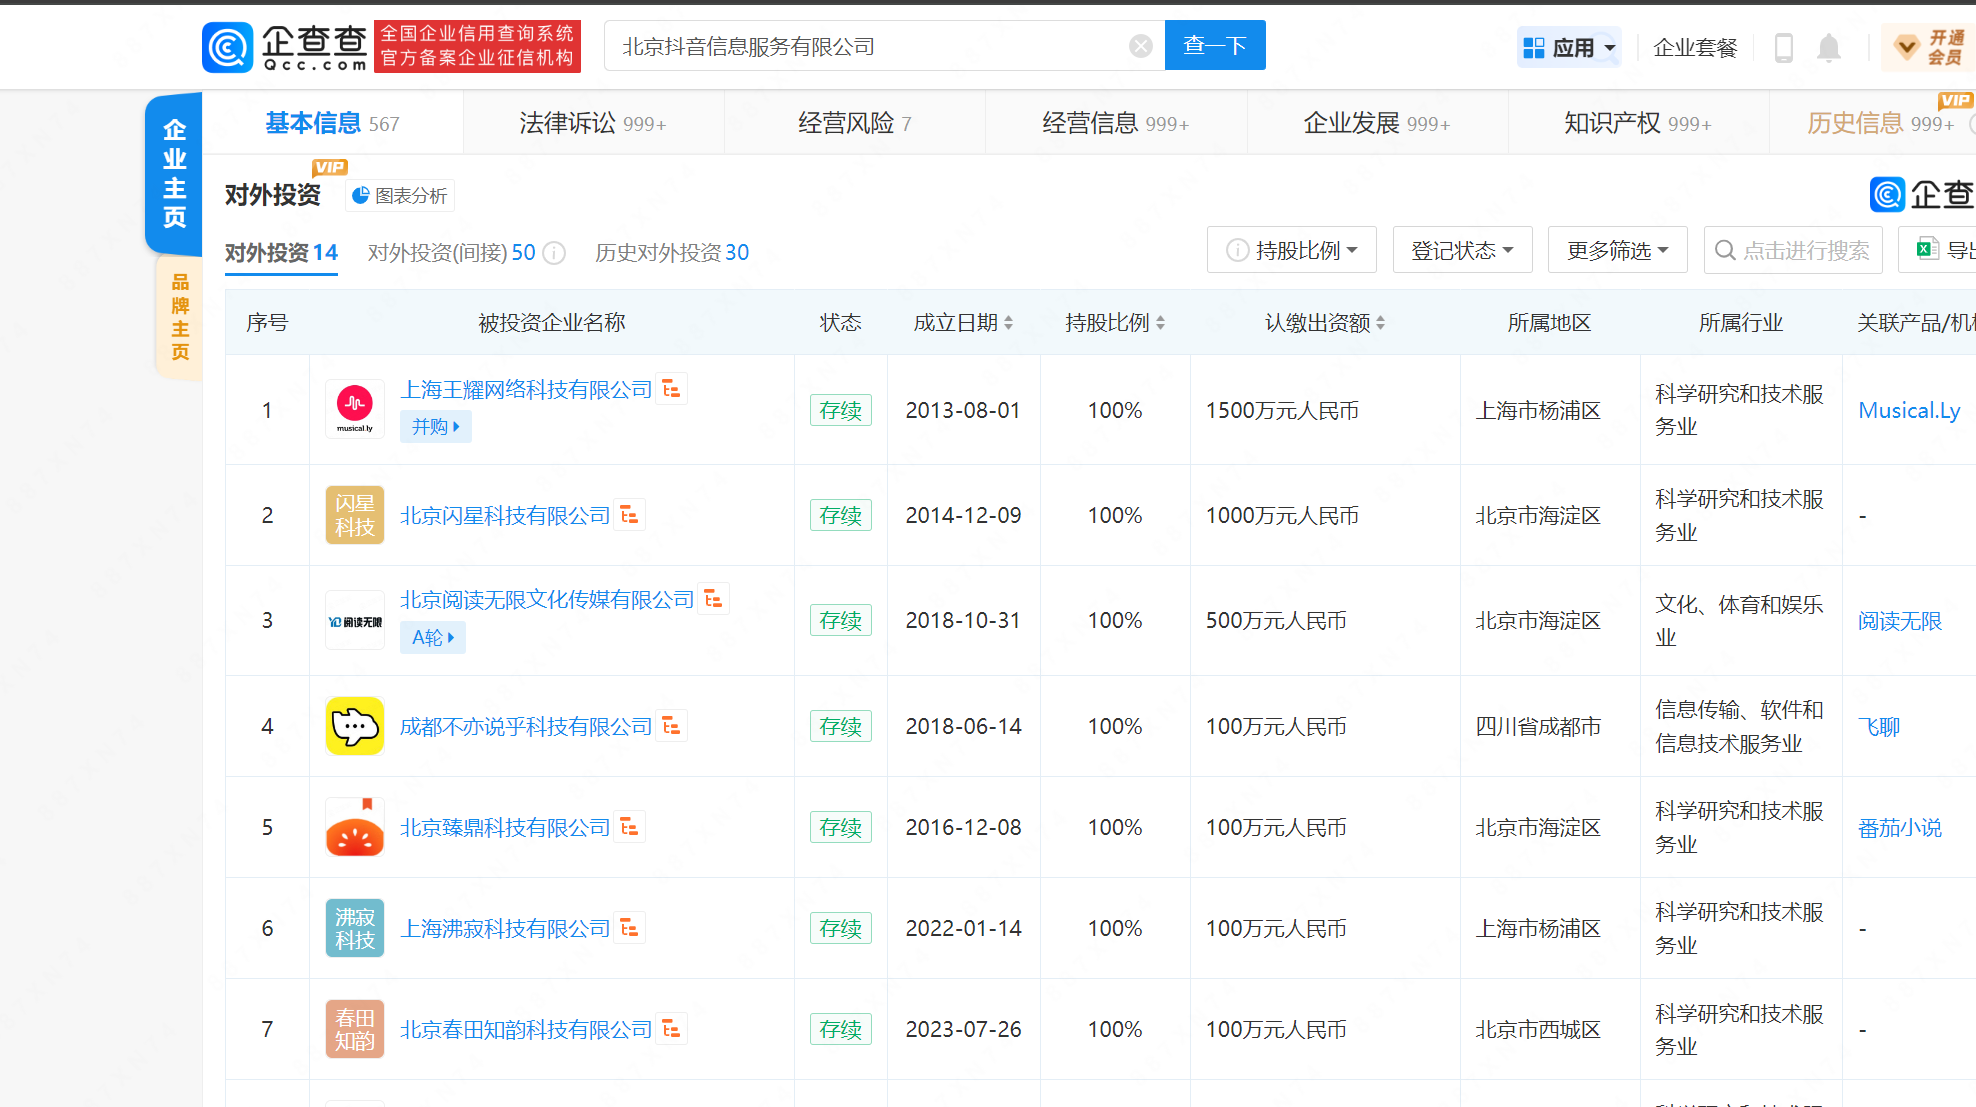 企查查
Qcc.com
全国企业信用查询系统
官方备案企业征信机构
北京抖音信息服务有限公司
查一下
应用
企业套餐
开通
会员
企业主页
品牌主页
基本信息 567
法律诉讼 999+
经营风险 7
经营信息 999+
企业发展 999+
知识产权 999+
历史信息 999+
VIP
VIP
对外投资
图表分析
企查
对外投资 14
对外投资(间接) 50
历史对外投资 30
持股比例
登记状态
更多筛选
点击进行搜索
导出
序号 被投资企业名称 状态 成立日期 持股比例 认缴出资额 所属地区 所属行业 关联产品/机构
1 musical.ly 上海王耀网络科技有限公司 存续 2013-08-01 100% 1500万元人民币 上海市杨浦区 科学研究和技术服 Musical.Ly
并购 务业
2 闪星 北京闪星科技有限公司 存续 2014-12-09 100% 1000万元人民币 北京市海淀区 科学研究和技术服 -
科技 务业
3 阅读无限 北京阅读无限文化传媒有限公司 存续 2018-10-31 100% 500万元人民币 北京市海淀区 文化、体育和娱乐 阅读无限
A轮 业
4 成都不亦说乎科技有限公司 存续 2018-06-14 100% 100万元人民币 四川省成都市 信息传输、软件和 飞聊
信息技术服务业
5 北京臻鼎科技有限公司 存续 2016-12-08 100% 100万元人民币 北京市海淀区 科学研究和技术服 番茄小说
务业
6 沸寂 上海沸寂科技有限公司 存续 2022-01-14 100% 100万元人民币 上海市杨浦区 科学研究和技术服 -
科技 务业
7 春田 北京春田知韵科技有限公司 存续 2023-07-26 100% 100万元人民币 北京市西城区 科学研究和技术服 -
知韵 务业